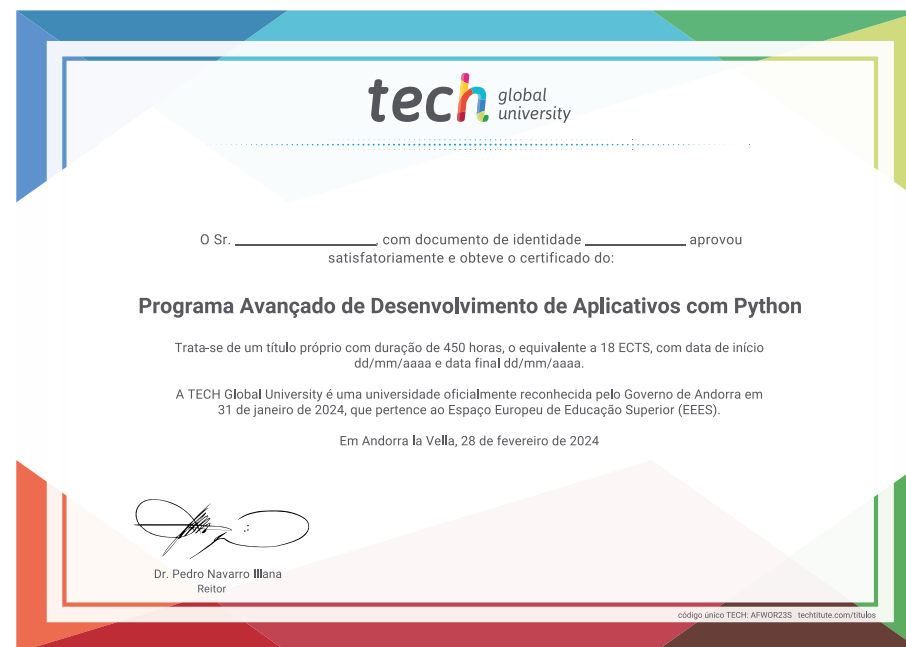 tech global university
O Sr. ____________________, com documento de identidade ______________ aprovou
satisfatoriamente e obteve o certificado do:
Programa Avançado de Desenvolvimento de Aplicativos com Python
Trata-se de um título próprio com duração de 450 horas, o equivalente a 18 ECTS, com data de início
dd/mm/aaaa e data final dd/mm/aaaa.
A TECH Global University é uma universidade oficialmente reconhecida pelo Governo de Andorra em
31 de janeiro de 2024, que pertence ao Espaço Europeu de Educação Superior (EEES).
Em Andorra la Vella, 28 de fevereiro de 2024
Dr. Pedro Navarro Illana
Reitor
código único TECH: AFWOR23S techtitute.com/titulos